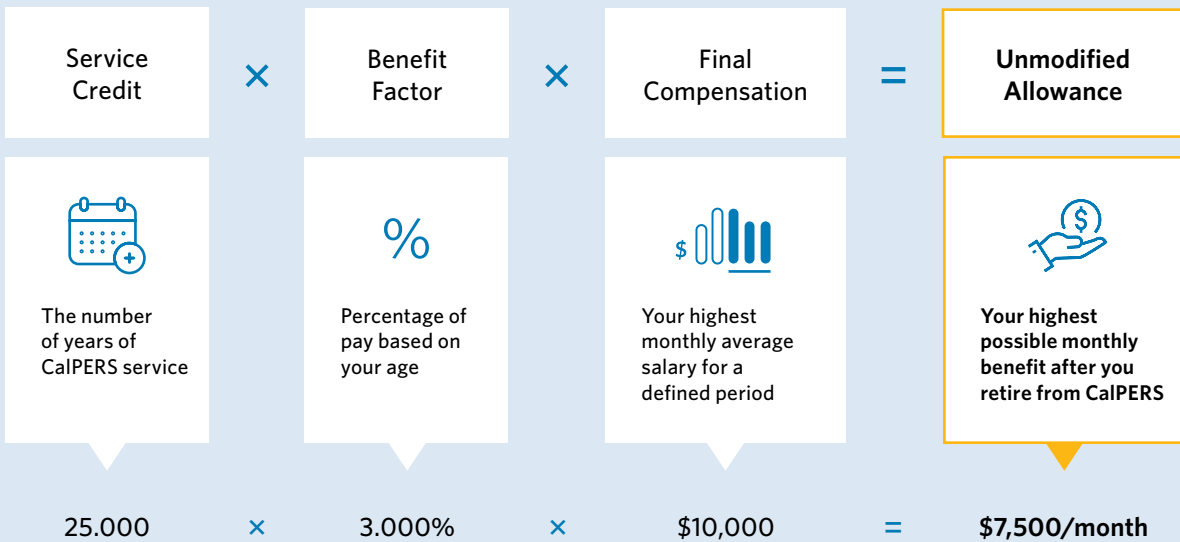 Service
Credit
×
Benefit
Factor
×
Final
Compensation
=
Unmodified
Allowance
The number
of years of
CalPERS service
%
Percentage of
pay based on
your age
$
Your highest
monthly average
salary for a
defined period
$
Your highest
possible monthly
benefit after you
retire from CalPERS
25.000 × 3.000% × $10,000 = $7,500/month